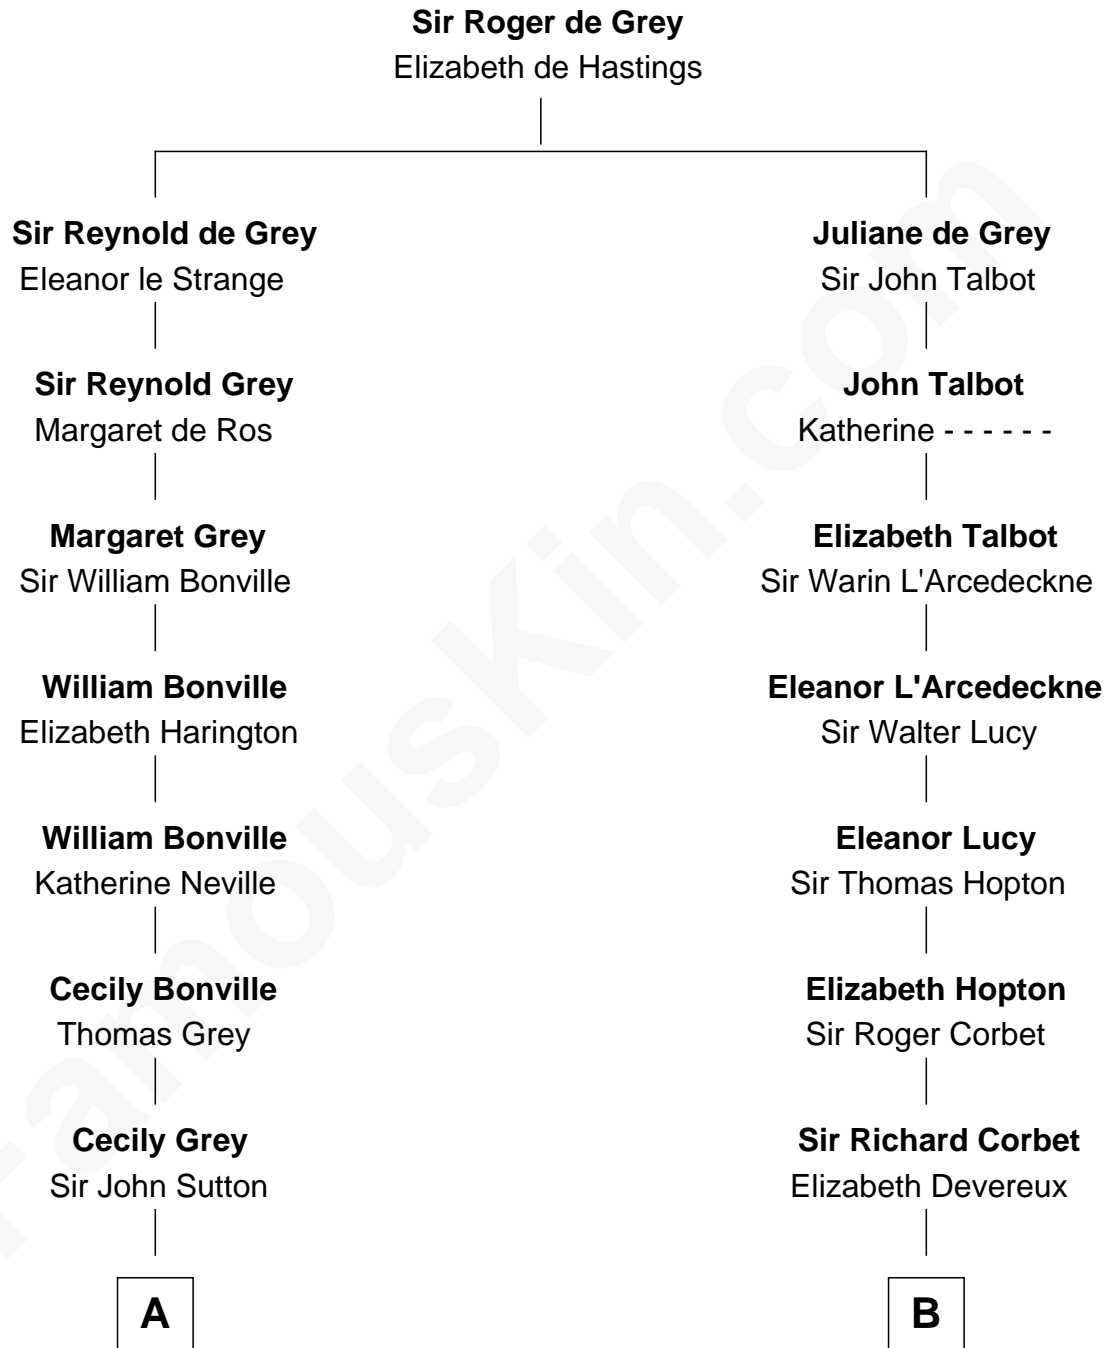 Sir Roger de Grey
Elizabeth de Hastings
Sir Reynold de Grey
Eleanor le Strange
Sir Reynold Grey
Margaret de Ros
Margaret Grey
Sir William Bonville
William Bonville
Elizabeth Harington
William Bonville
Katherine Neville
Cecily Bonville
Thomas Grey
Cecily Grey
Sir John Sutton
A
Juliane de Grey
Sir John Talbot
John Talbot
Katherine - - - - - -
Elizabeth Talbot
Sir Warin L'Arcedeckne
Eleanor L'Arcedeckne
Sir Walter Lucy
Eleanor Lucy
Sir Thomas Hopton
Elizabeth Hopton
Sir Roger Corbet
Sir Richard Corbet
Elizabeth Devereux
B
FamousKin.com